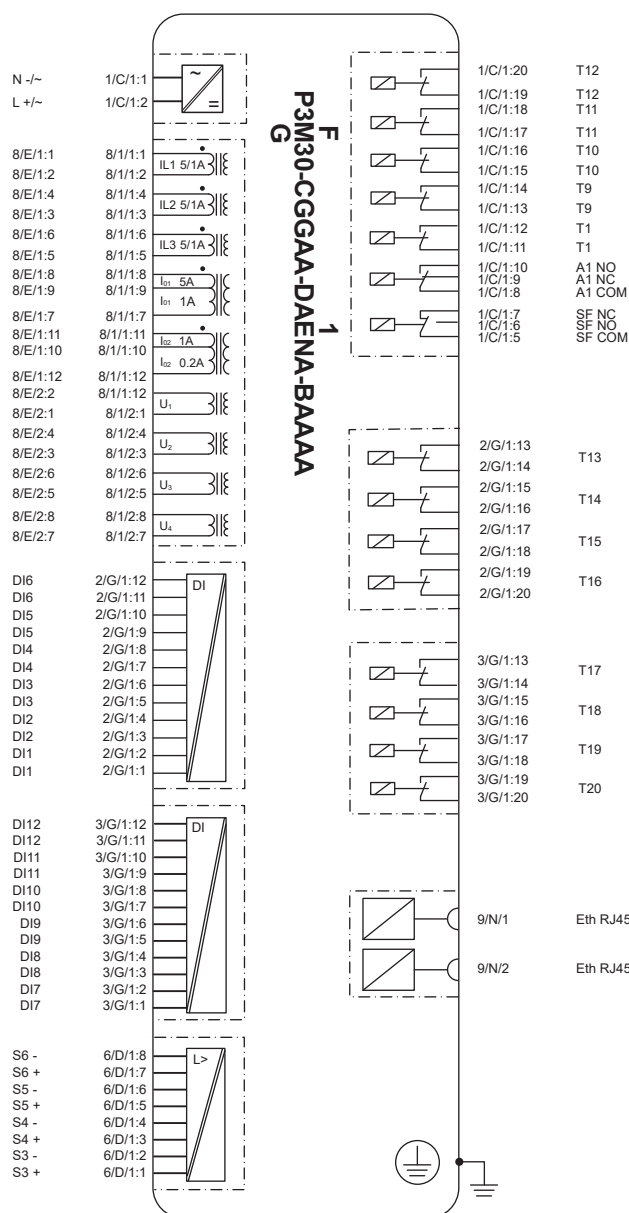 N -/~ 1/C/1:1
L +/~ 1/C/1:2
~
=
8/E/1:1 8/1/1:1
8/E/1:2 8/1/1:2
IL1 5/1A
8/E/1:4 8/1/1:4
8/E/1:3 8/1/1:3
IL2 5/1A
8/E/1:6 8/1/1:6
8/E/1:5 8/1/1:5
IL3 5/1A
8/E/1:8 8/1/1:8
8/E/1:9 8/1/1:9
8/E/1:7 8/1/1:7
I01 5A
I01 1A
8/E/1:11 8/1/1:11
8/E/1:10 8/1/1:10
8/E/1:12 8/1/1:12
I02 1A
I02 0.2A
8/E/2:2 8/1/1:12
8/E/2:1 8/1/2:1
U1
8/E/2:4 8/1/2:4
8/E/2:3 8/1/2:3
U2
8/E/2:6 8/1/2:6
8/E/2:5 8/1/2:5
U3
8/E/2:8 8/1/2:8
8/E/2:7 8/1/2:7
U4
DI6 2/G/1:12
DI6 2/G/1:11
DI5 2/G/1:10
DI5 2/G/1:9
DI4 2/G/1:8
DI4 2/G/1:7
DI3 2/G/1:6
DI3 2/G/1:5
DI2 2/G/1:4
DI2 2/G/1:3
DI1 2/G/1:2
DI1 2/G/1:1
DI
DI12 3/G/1:12
DI12 3/G/1:11
DI11 3/G/1:10
DI11 3/G/1:9
DI10 3/G/1:8
DI10 3/G/1:7
DI9 3/G/1:6
DI9 3/G/1:5
DI8 3/G/1:4
DI8 3/G/1:3
DI7 3/G/1:2
DI7 3/G/1:1
DI
S6 - 6/D/1:8
S6 + 6/D/1:7
S5 - 6/D/1:6
S5 + 6/D/1:5
S4 - 6/D/1:4
S4 + 6/D/1:3
S3 - 6/D/1:2
S3 + 6/D/1:1
L>
F 1
P3M30-CGGAA-DAENA-BAAAA
G
1/C/1:20 T12
1/C/1:19 T12
1/C/1:18 T11
1/C/1:17 T11
1/C/1:16 T10
1/C/1:15 T10
1/C/1:14 T9
1/C/1:13 T9
1/C/1:12 T1
1/C/1:11 T1
1/C/1:10 A1 NO
1/C/1:9 A1 NC
1/C/1:8 A1 COM
1/C/1:7 SF NC
1/C/1:6 SF NO
1/C/1:5 SF COM
2/G/1:13
2/G/1:14
T13
2/G/1:15
2/G/1:16
T14
2/G/1:17
2/G/1:18
T15
2/G/1:19
2/G/1:20
T16
3/G/1:13
3/G/1:14
T17
3/G/1:15
3/G/1:16
T18
3/G/1:17
3/G/1:18
T19
3/G/1:19
3/G/1:20
T20
9/N/1 Eth RJ45
9/N/2 Eth RJ45